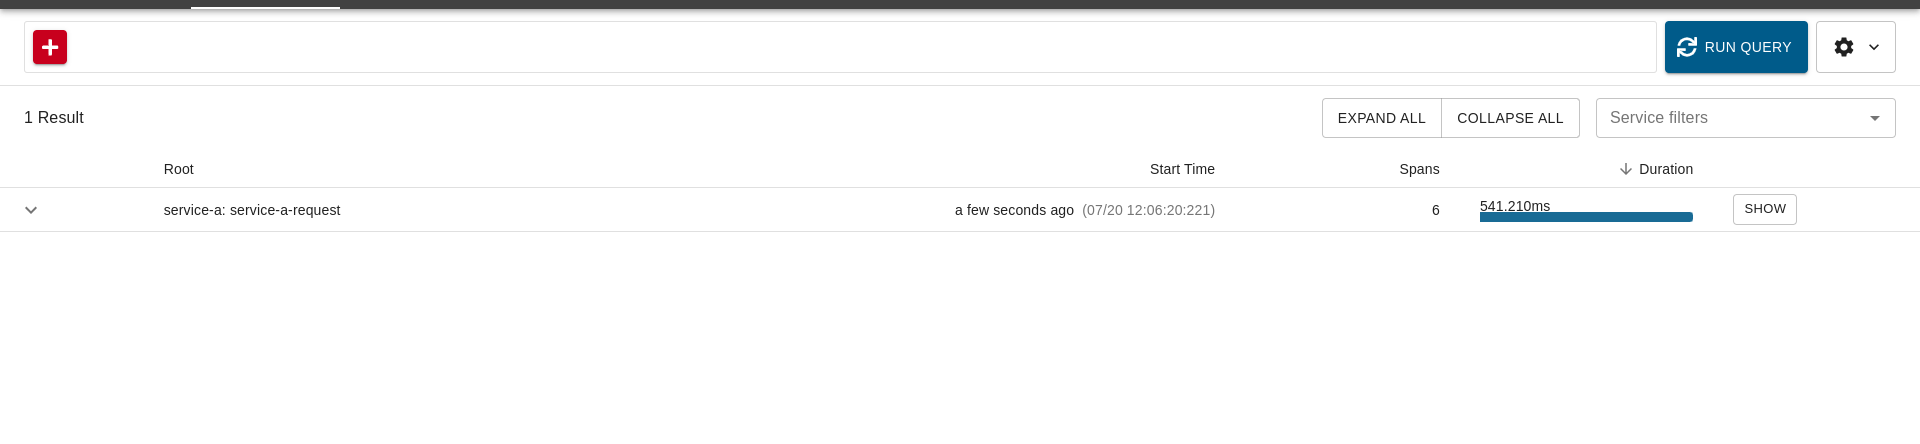 RUN QUERY
1 Result
EXPAND ALL COLLAPSE ALL Service filters
Root Start Time Spans Duration
service-a: service-a-request a few seconds ago (07/20 12:06:20:221) 6 541.210ms SHOW